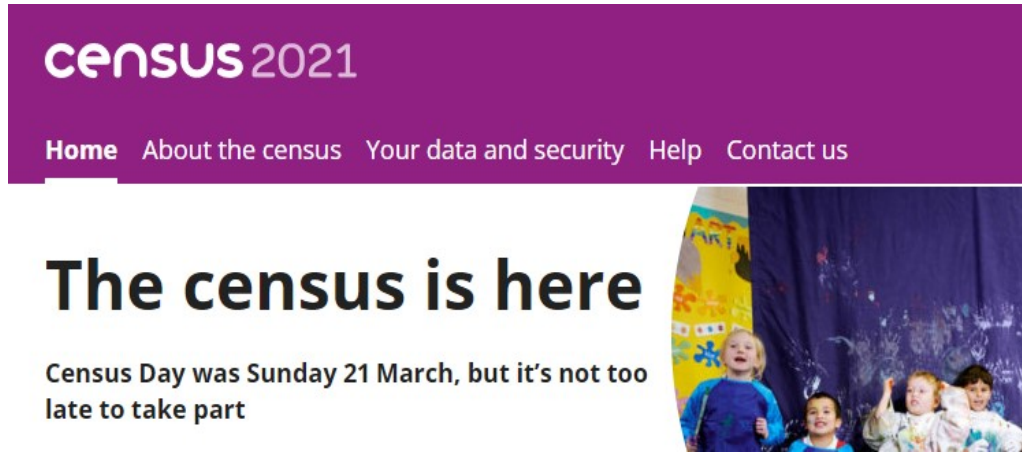 census 2021
Home About the census Your data and security Help Contact us
ART
The census is here
Census Day was Sunday 21 March, but it’s not too
late to take part